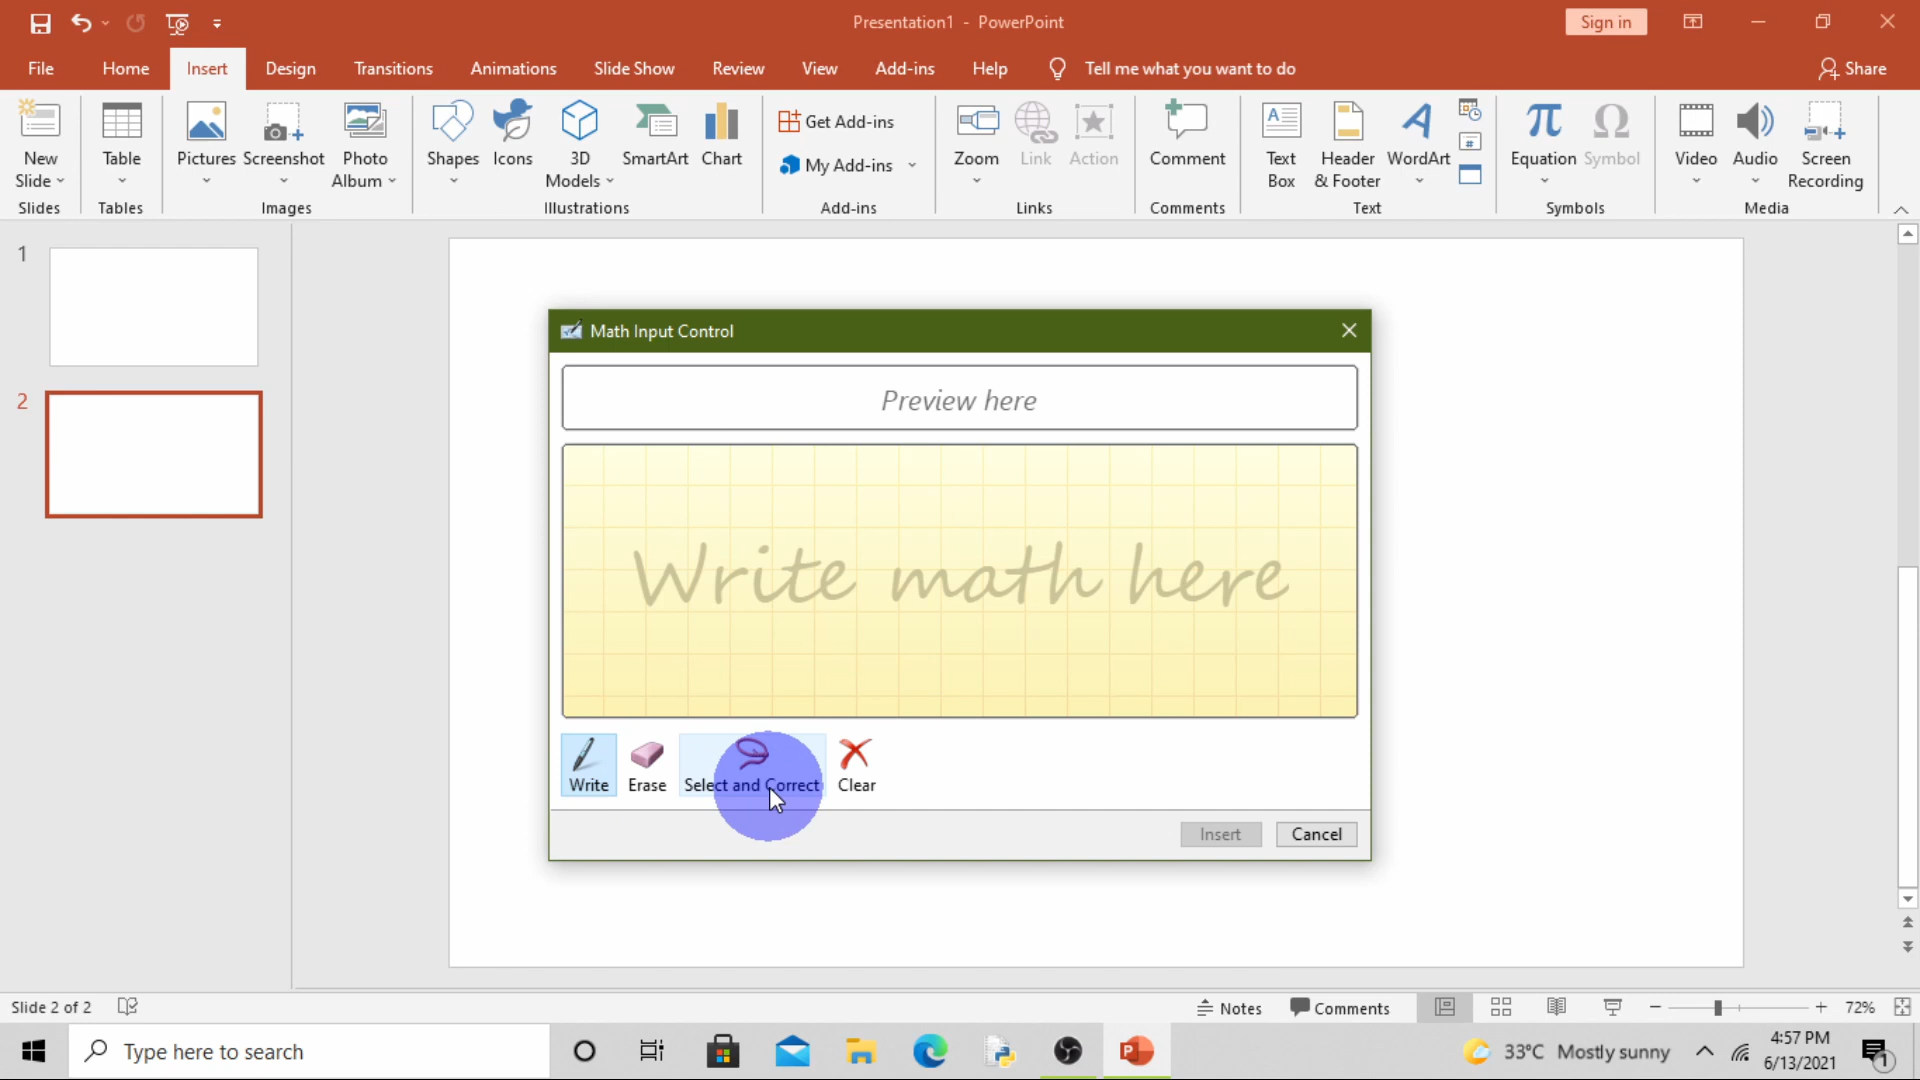 Presentation1 - PowerPoint
Sign in
File Home Insert Design Transitions Animations Slide Show Review View Add-ins Help Tell me what you want to do Share
New Slide
Table
Pictures
Screenshot
Photo Album
Shapes
Icons
3D Models
SmartArt
Chart
Get Add-ins
My Add-ins
Zoom
Link
Action
Comment
Text Box
Header & Footer
WordArt
Equation
Symbol
Video
Audio
Screen Recording
Slides Tables Images Illustrations Add-ins Links Comments Text Symbols Media
1
2
Math Input Control
Preview here
Write math here
Write Erase Select and Correct Clear
Insert Cancel
Slide 2 of 2 Notes Comments 72%
Type here to search
33°C Mostly sunny
4:57 PM
6/13/2021
1